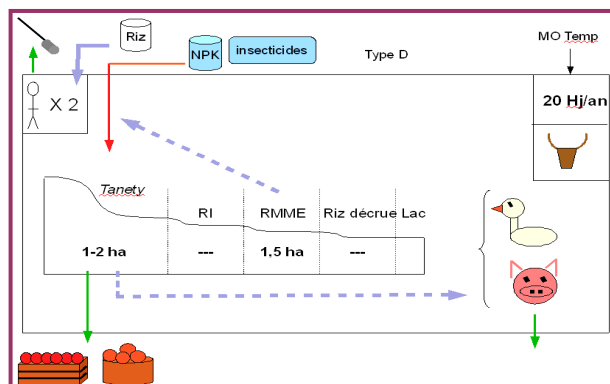 Riz
NPK
insecticides
Type D
MO Temp
X 2
20 Hj/an
Tanety
RI
RMME
Riz décrue
Lac
1-2 ha
---
1,5 ha
---